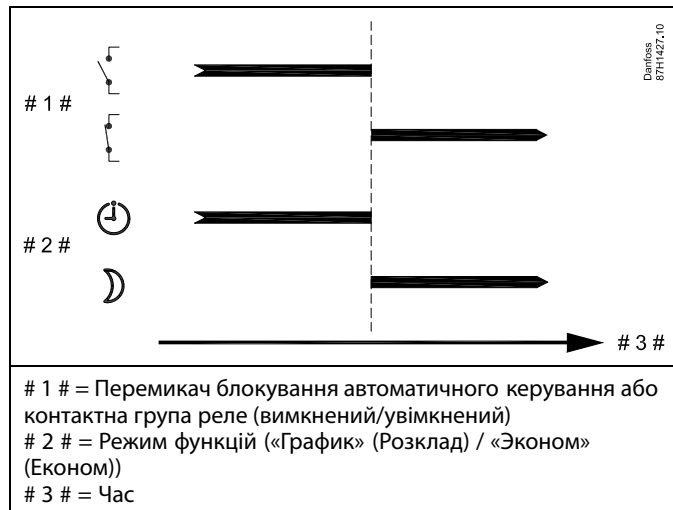 Danfoss
87H1427.10
# 1 #
# 2 #
# 3 #
# 1 # = Перемикач блокування автоматичного керування або
контактна група реле (вимкнений/увімкнений)
# 2 # = Режим функцій («График» (Розклад) / «Эконом»
(Економ))
# 3 # = Час